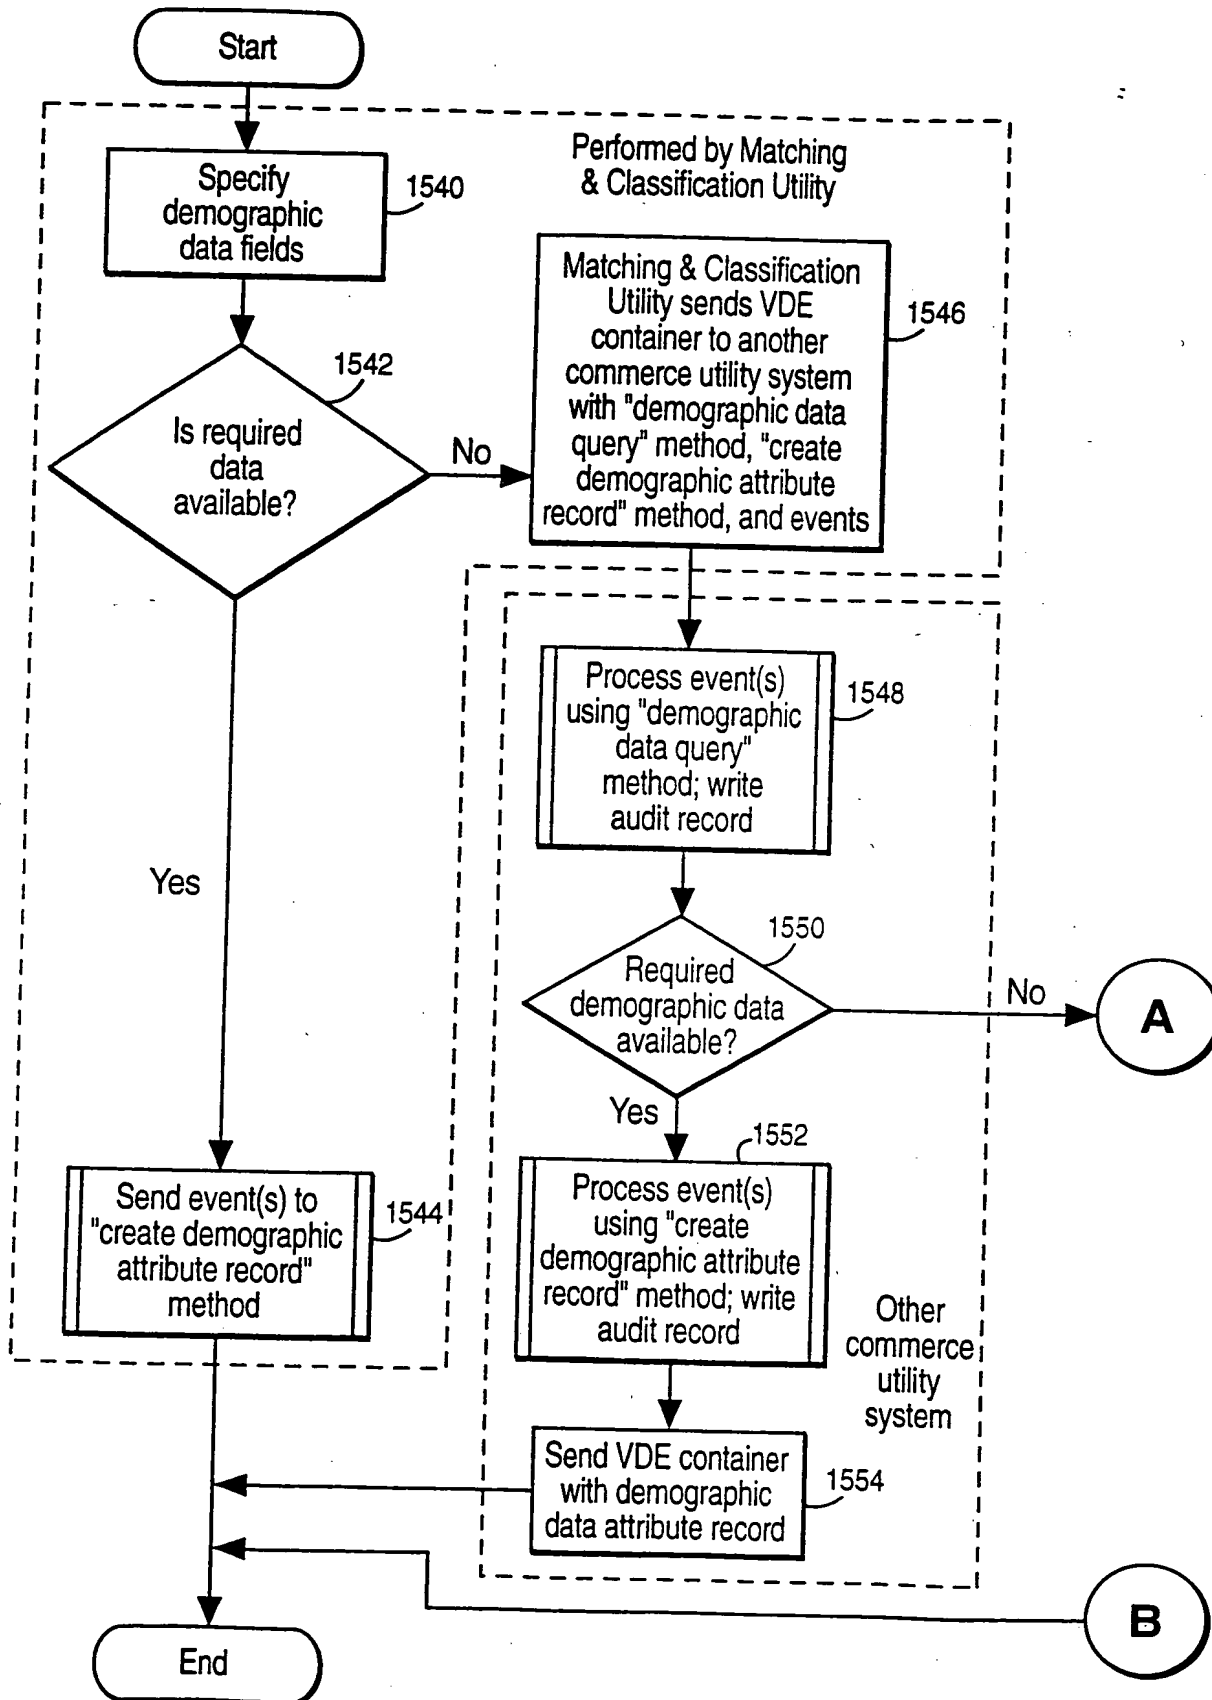 Start
Performed by Matching
& Classification Utility
Specify
demographic
data fields
1540
Matching & Classification
Utility sends VDE
container to another
commerce utility system
with "demographic data
query" method, "create
demographic attribute
record" method, and events
1546
1542
Is required
data
available?
No
Process event(s)
using "demographic
data query"
method; write
audit record
1548
Yes
1550
Required
demographic data
available?
No
A
Yes
1552
Process event(s)
using "create
demographic attribute
record" method; write
audit record
Send event(s) to
"create demographic
attribute record"
method
1544
Other
commerce
utility
system
Send VDE container
with demographic
data attribute record
1554
B
End